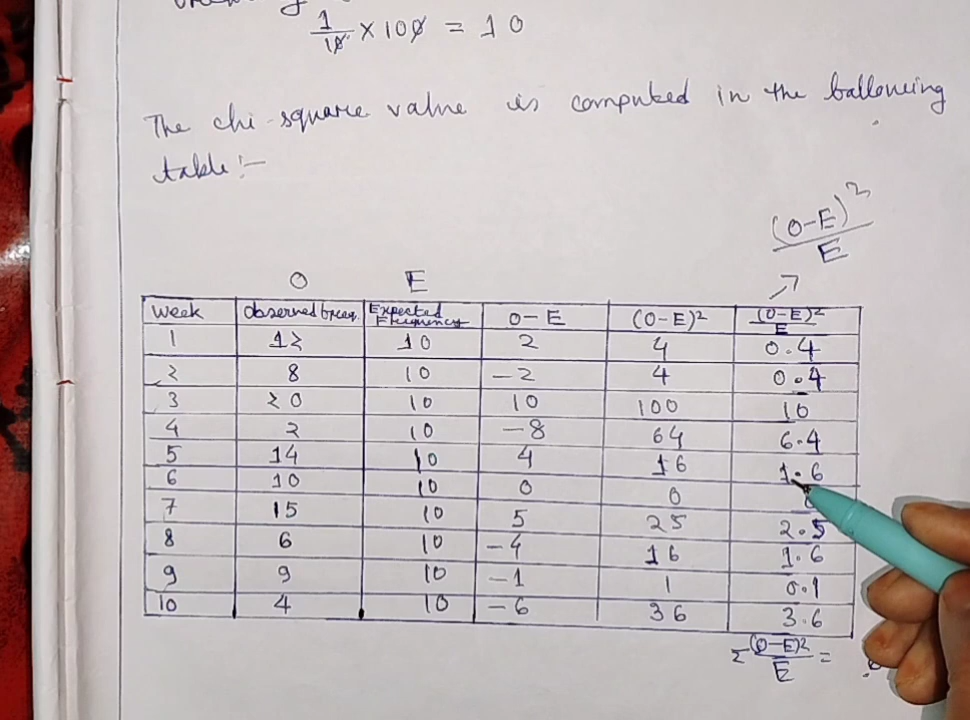 1/10 × 100 = 10
The chi-square value is computed in the following
table:-
(O-E)²/E
O E
Week Observed freq. Expected Frequency O-E (O-E)² (O-E)²/E
1 12 10 2 4 0.4
2 8 10 -2 4 0.4
3 20 10 10 100 10
4 2 10 -8 64 6.4
5 14 10 4 16 1.6
6 10 10 0 0
7 15 10 5 25 2.5
8 6 10 -4 16 1.6
9 9 10 -1 1 0.1
10 4 10 -6 36 3.6
Σ(O-E)²/E =